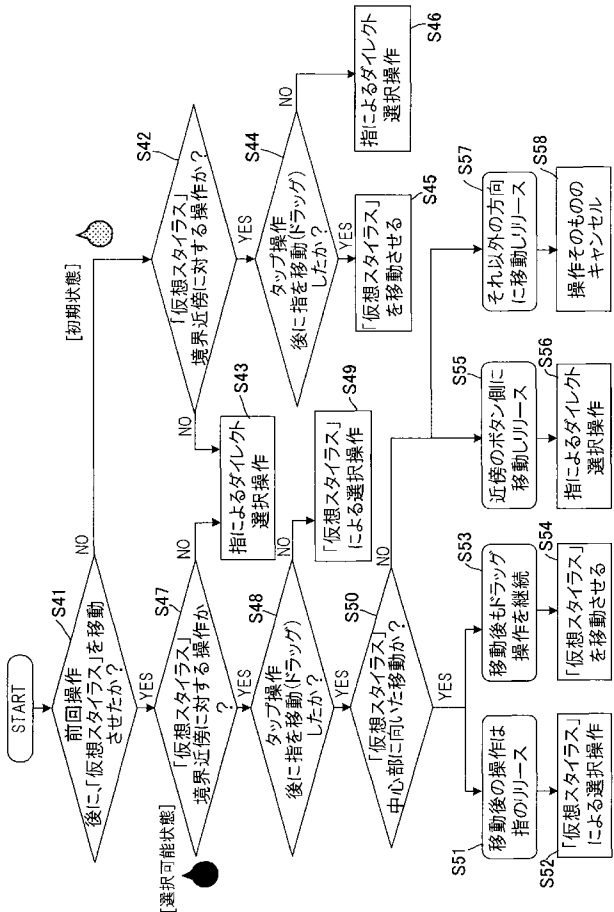 START
S41
前回操作
後に、「仮想スタイラス」を移動
させたか？
NO
YES
[初期状態]
S42
「仮想スタイラス」
境界近傍に対する操作か？
NO
YES
S43
指によるダイレクト
選択操作
S44
タップ操作
後に指を移動(ドラッグ)
したか？
NO
YES
S45
「仮想スタイラス」
を移動させる
S46
指によるダイレクト
選択操作
[選択可能状態]
S47
「仮想スタイラス」
境界近傍に対する操作か
？
NO
YES
S48
タップ操作
後に指を移動(ドラッグ)
したか？
NO
YES
S49
「仮想スタイラス」
による選択操作
S50
「仮想スタイラス」
中心部に向いた移動か？
NO
YES
S51
移動後の操作は
指のリリース
S52
「仮想スタイラス」
による選択操作
S53
移動後もドラッグ
操作を継続
S54
「仮想スタイラス」
を移動させる
S55
近傍のボタン側に
移動しリリース
S56
指によるダイレクト
選択操作
S57
それ以外の方向
に移動しリリース
S58
操作そのものの
キャンセル